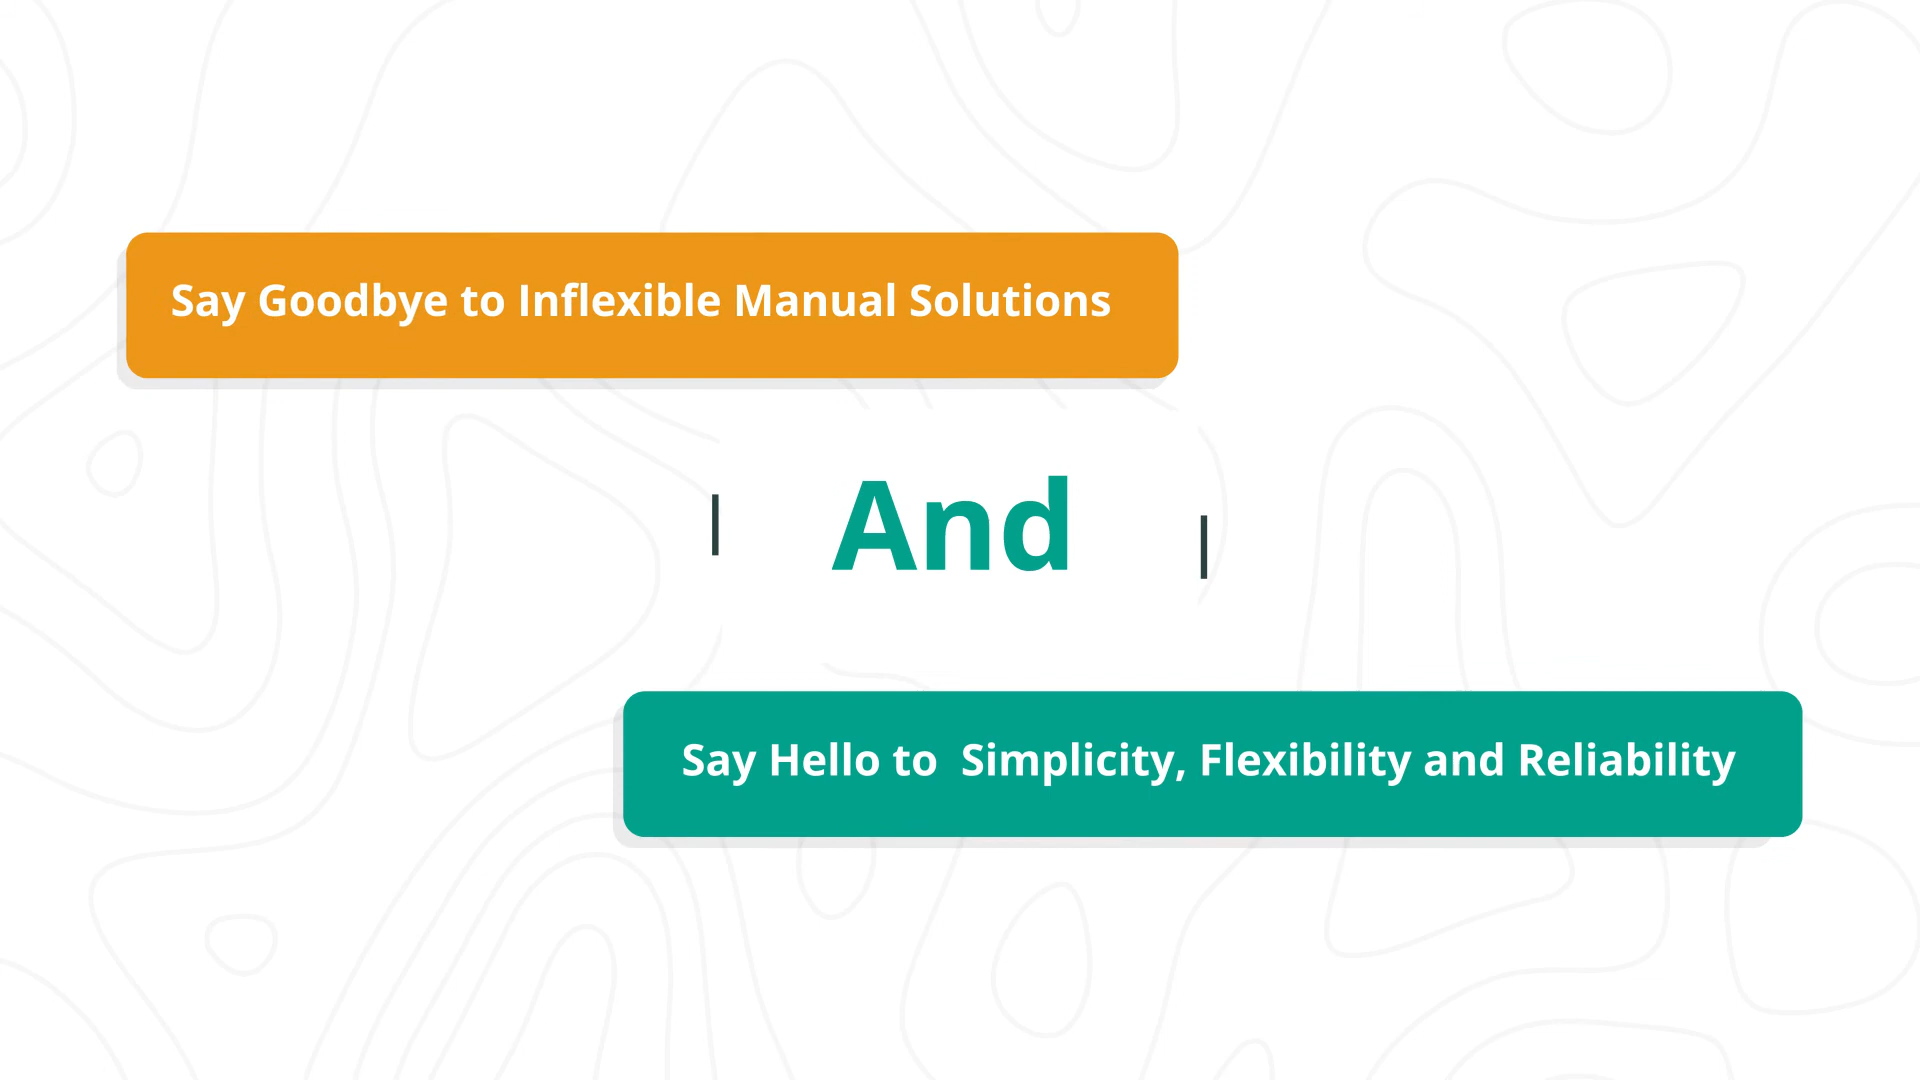 Say Goodbye to Inflexible Manual Solutions
And
Say Hello to  Simplicity, Flexibility and Reliability